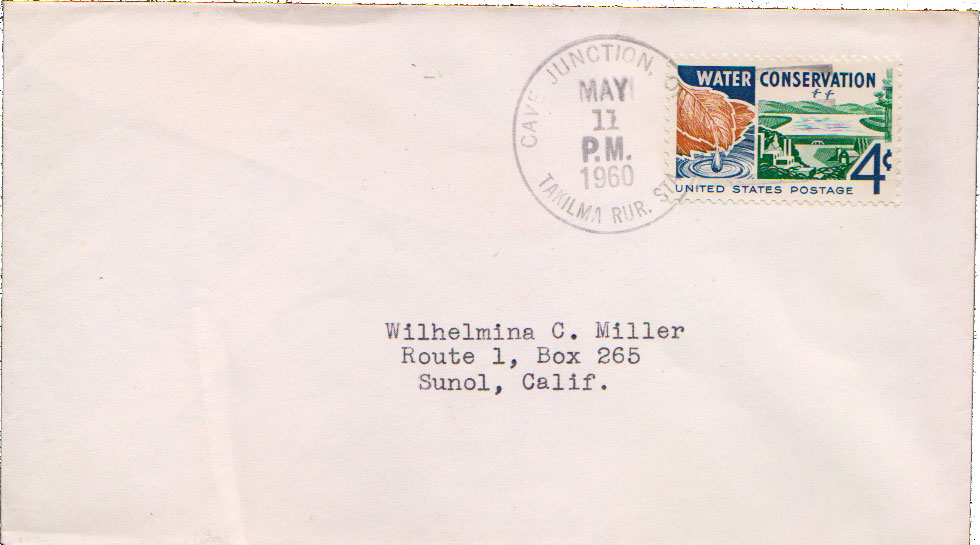 CAVE JUNCTION,
MAY
11
P.M.
1960
TAKILMA RUR. STA
WATER CONSERVATION
4¢
UNITED STATES POSTAGE
Wilhelmina C. Miller
Route 1, Box 265
Sunol, Calif.